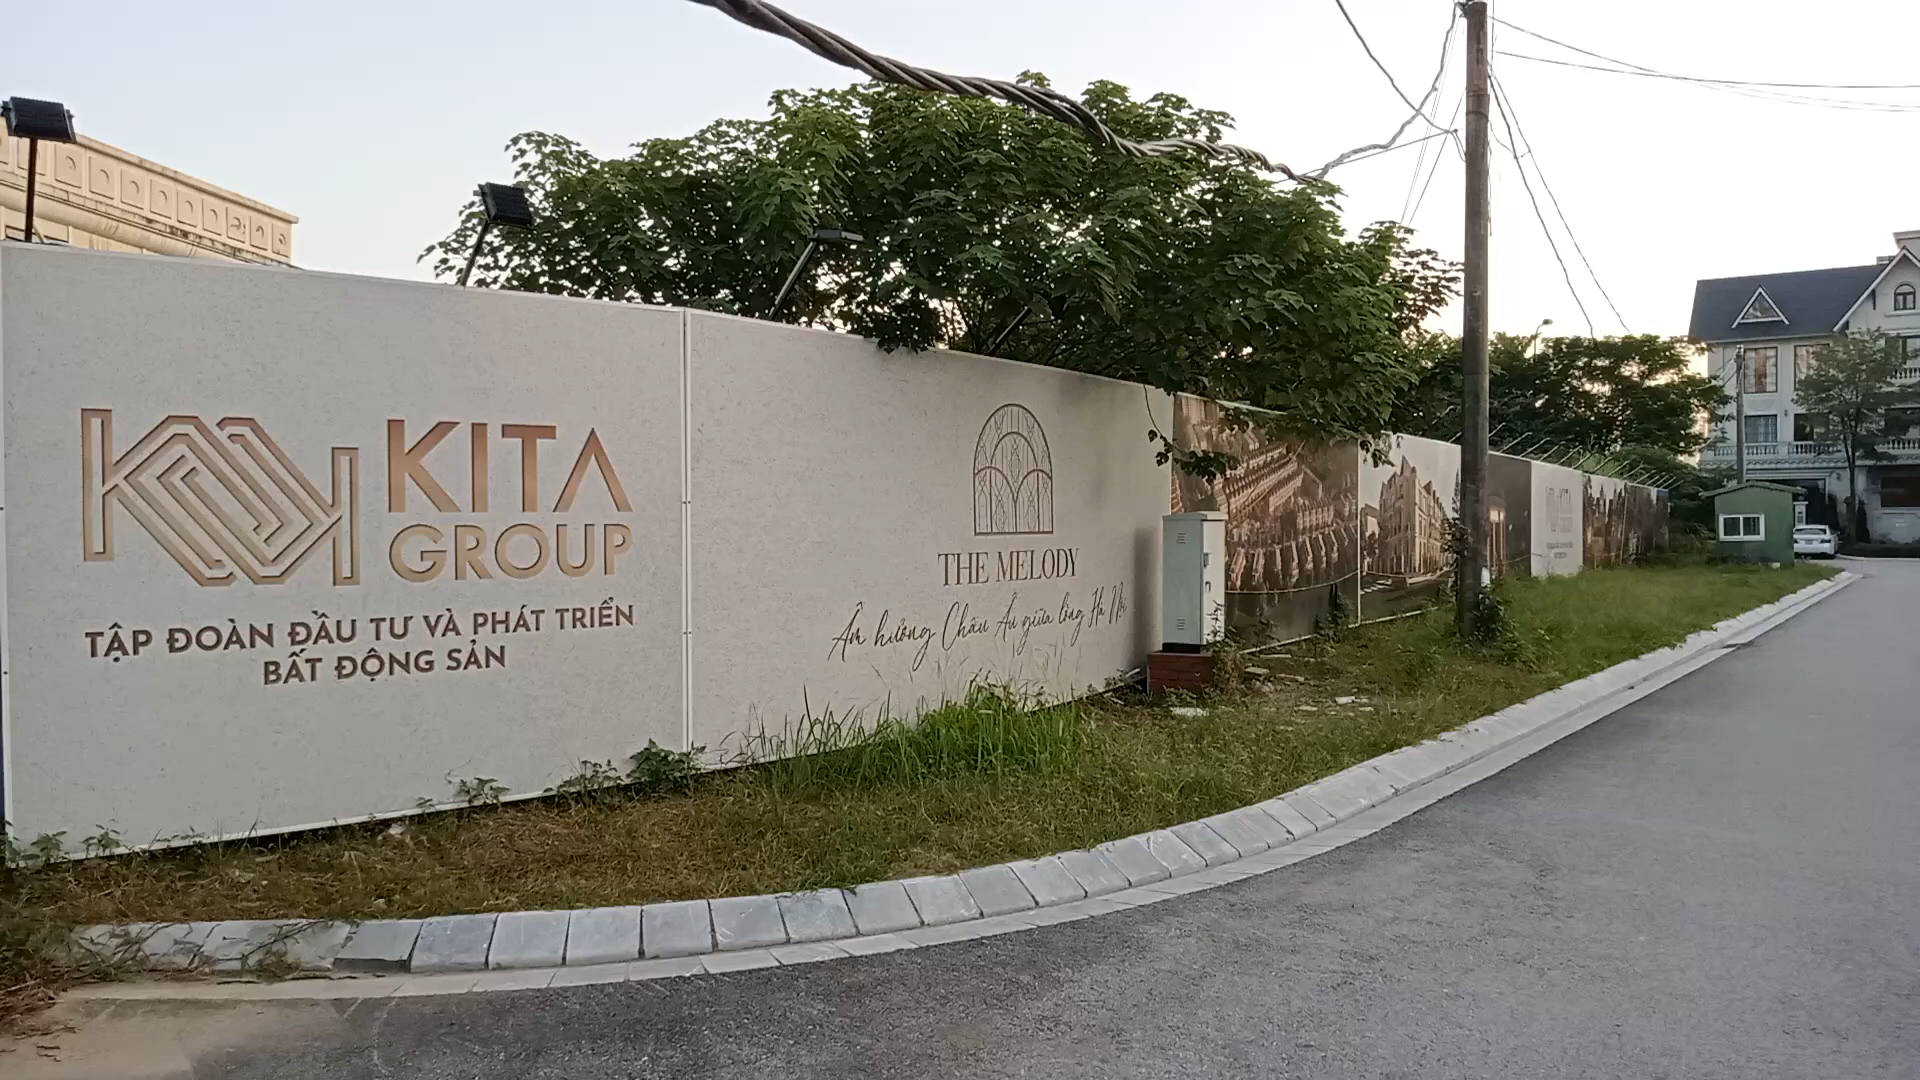 KITA
GROUP
TẬP ĐOÀN ĐẦU TƯ VÀ PHÁT TRIỂN
BẤT ĐỘNG SẢN
THE MELODY
Âm hưởng Châu Âu giữa lòng Hà Nội
KITA